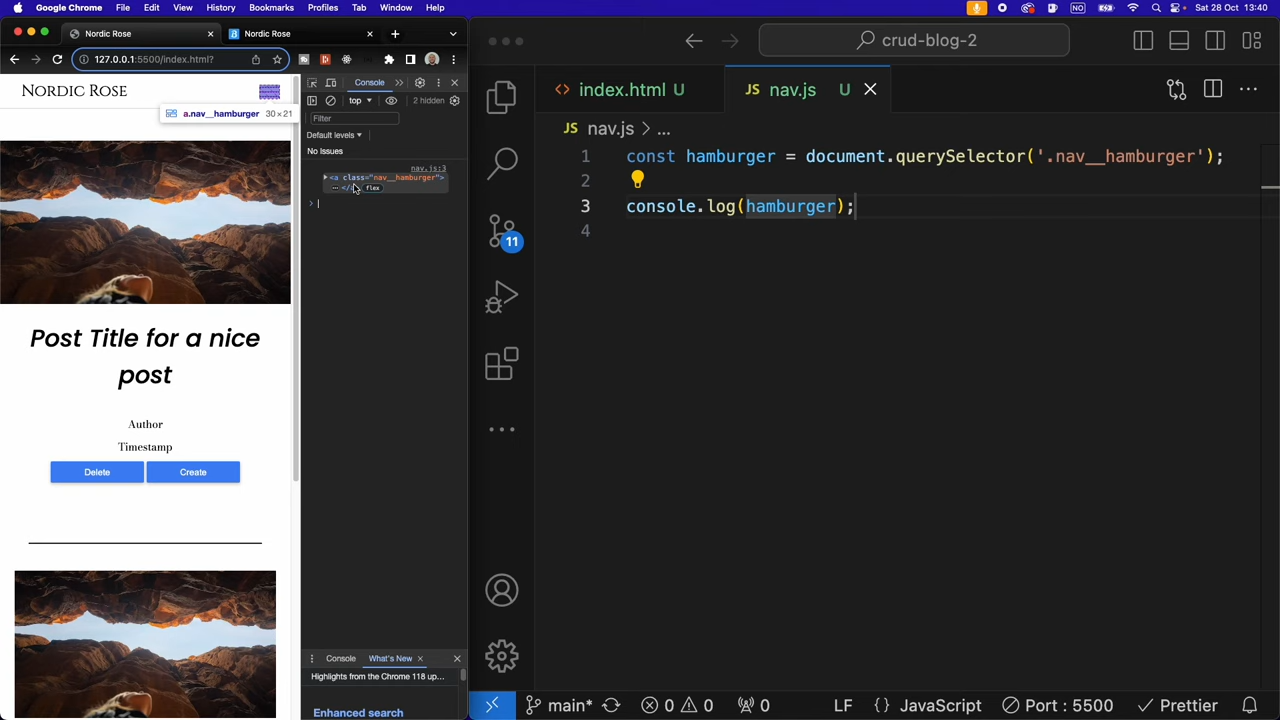 Google Chrome File Edit View History Bookmarks Profiles Tab Window Help NO Sat 28 Oct 13:40
Nordic Rose
Nordic Rose
127.0.0.1:5500/index.html?
crud-blog-2
NORDIC ROSE
a.nav__hamburger 30×21
Console
top
2 hidden
Filter
Default levels
No Issues
nav.js:3
<a class="nav__hamburger">
flex
Post Title for a nice
post
Author
Timestamp
Delete
Create
Console
What's New
Highlights from the Chrome 118 up...
Enhanced search
index.html U
JS nav.js U
JS nav.js > ...
1 const hamburger = document.querySelector('.nav__hamburger');
2
3 console.log(hamburger);
4
11
main* 0 0 0 LF {} JavaScript Port : 5500 Prettier